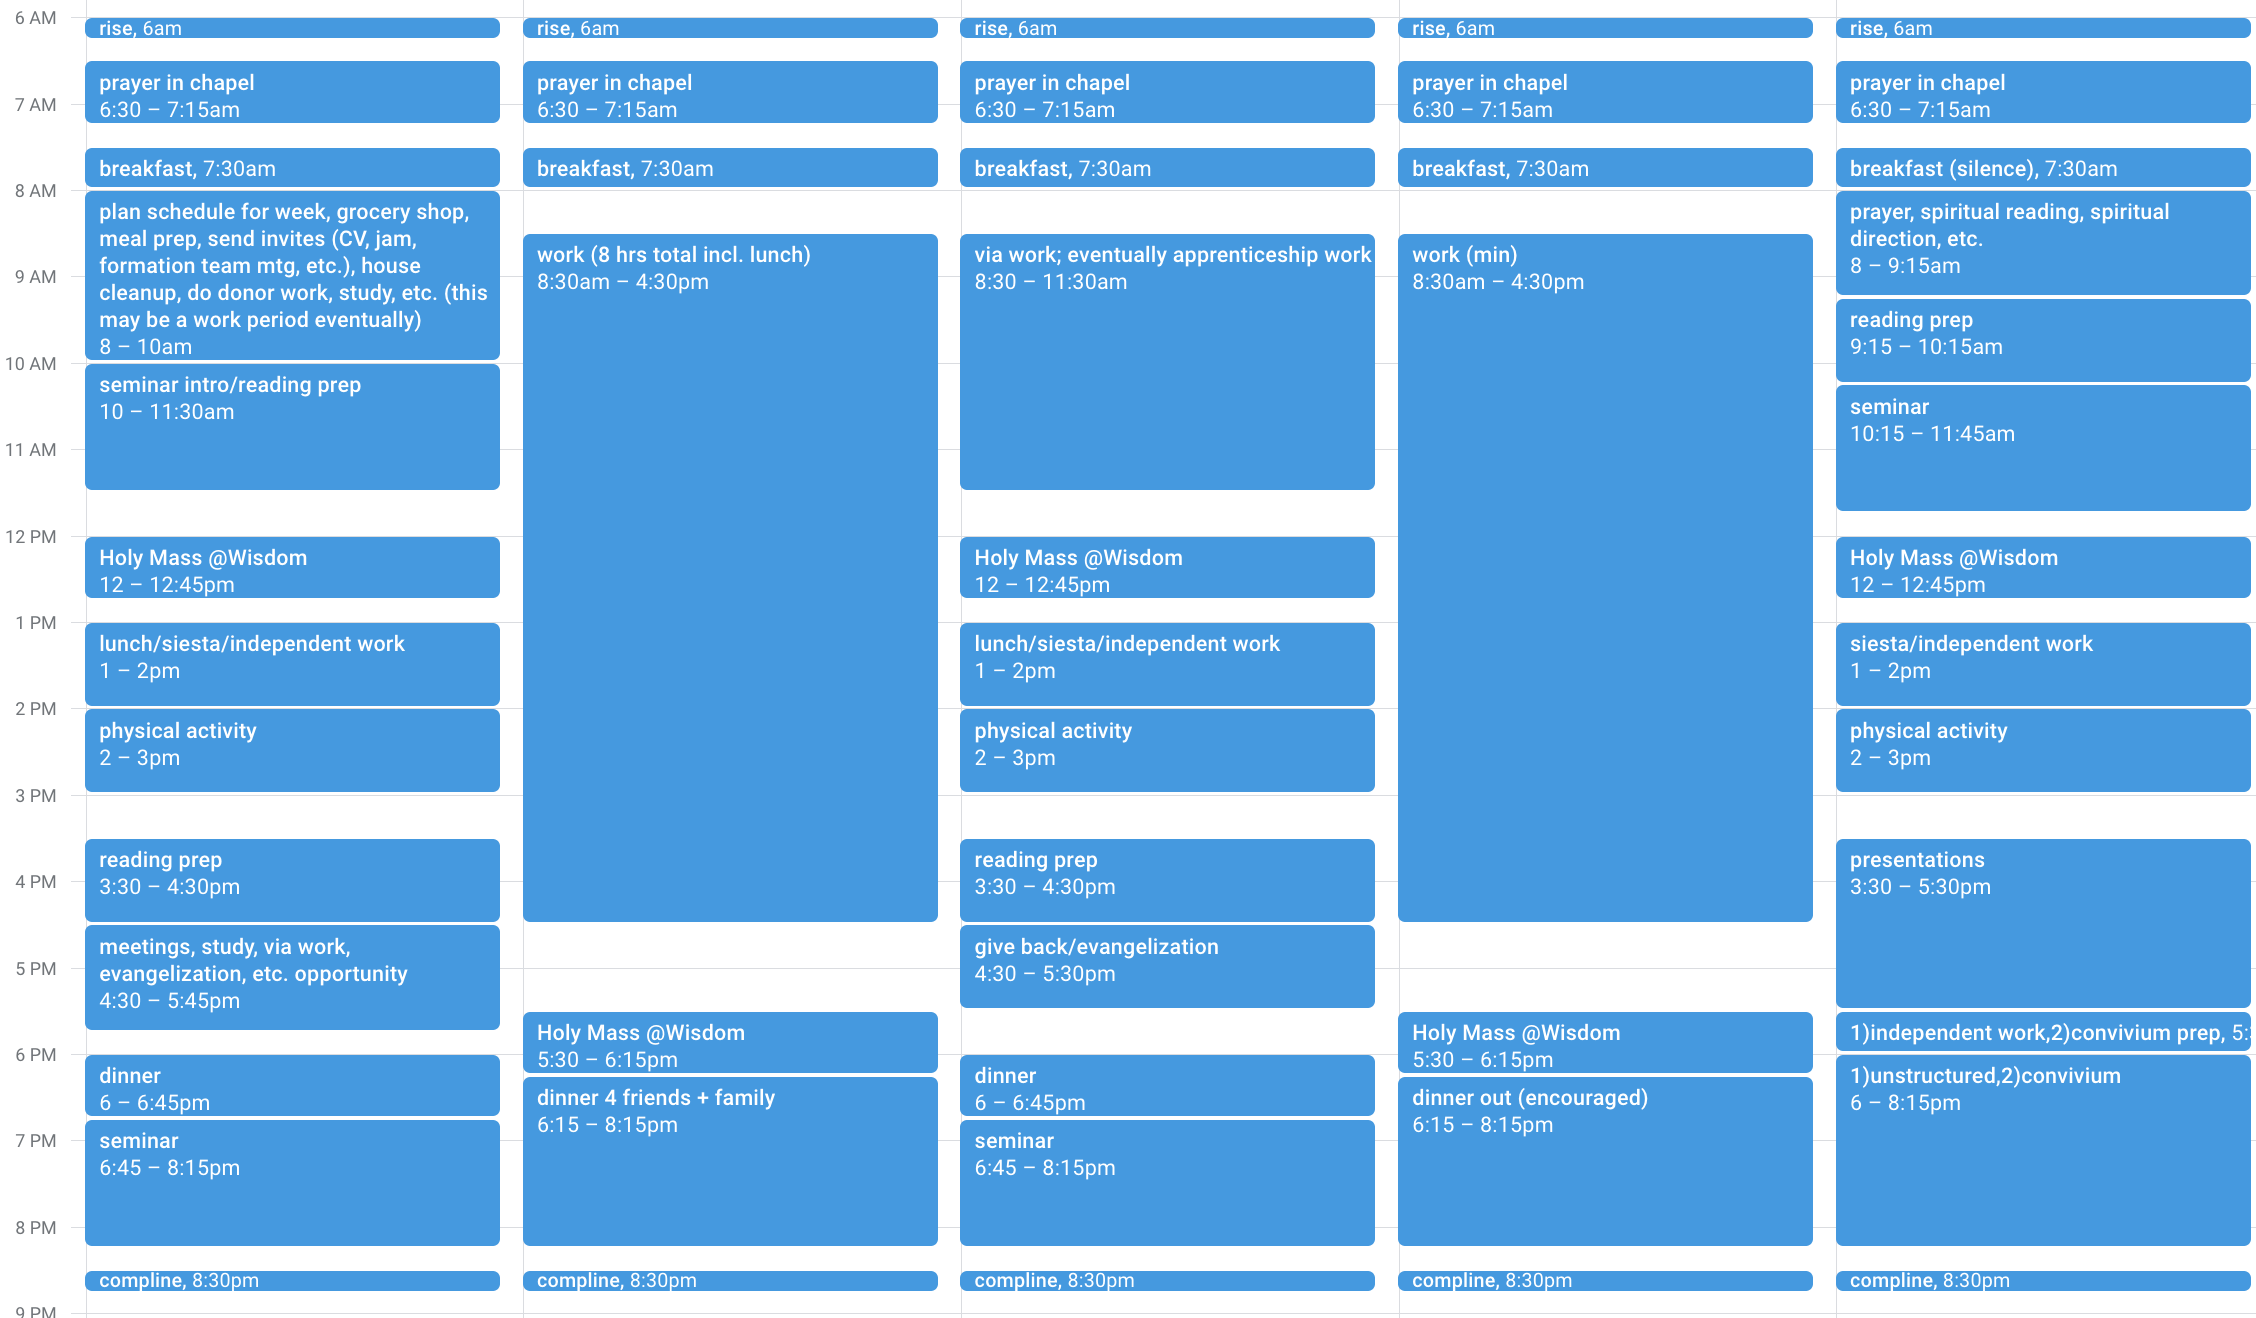 6 AM
7 AM
8 AM
9 AM
10 AM
11 AM
12 PM
1 PM
2 PM
3 PM
4 PM
5 PM
6 PM
7 PM
8 PM
9 PM
rise, 6am
prayer in chapel
6:30 – 7:15am
breakfast, 7:30am
plan schedule for week, grocery shop,
meal prep, send invites (CV, jam,
formation team mtg, etc.), house
cleanup, do donor work, study, etc. (this
may be a work period eventually)
8 – 10am
seminar intro/reading prep
10 – 11:30am
Holy Mass @Wisdom
12 – 12:45pm
lunch/siesta/independent work
1 – 2pm
physical activity
2 – 3pm
reading prep
3:30 – 4:30pm
meetings, study, via work,
evangelization, etc. opportunity
4:30 – 5:45pm
dinner
6 – 6:45pm
seminar
6:45 – 8:15pm
compline, 8:30pm
rise, 6am
prayer in chapel
6:30 – 7:15am
breakfast, 7:30am
work (8 hrs total incl. lunch)
8:30am – 4:30pm
Holy Mass @Wisdom
5:30 – 6:15pm
dinner 4 friends + family
6:15 – 8:15pm
compline, 8:30pm
rise, 6am
prayer in chapel
6:30 – 7:15am
breakfast, 7:30am
via work; eventually apprenticeship work
8:30 – 11:30am
Holy Mass @Wisdom
12 – 12:45pm
lunch/siesta/independent work
1 – 2pm
physical activity
2 – 3pm
reading prep
3:30 – 4:30pm
give back/evangelization
4:30 – 5:30pm
dinner
6 – 6:45pm
seminar
6:45 – 8:15pm
compline, 8:30pm
rise, 6am
prayer in chapel
6:30 – 7:15am
breakfast, 7:30am
work (min)
8:30am – 4:30pm
Holy Mass @Wisdom
5:30 – 6:15pm
dinner out (encouraged)
6:15 – 8:15pm
compline, 8:30pm
rise, 6am
prayer in chapel
6:30 – 7:15am
breakfast (silence), 7:30am
prayer, spiritual reading, spiritual
direction, etc.
8 – 9:15am
reading prep
9:15 – 10:15am
seminar
10:15 – 11:45am
Holy Mass @Wisdom
12 – 12:45pm
siesta/independent work
1 – 2pm
physical activity
2 – 3pm
presentations
3:30 – 5:30pm
1)independent work,2)convivium prep,
1)unstructured,2)convivium
6 – 8:15pm
compline, 8:30pm